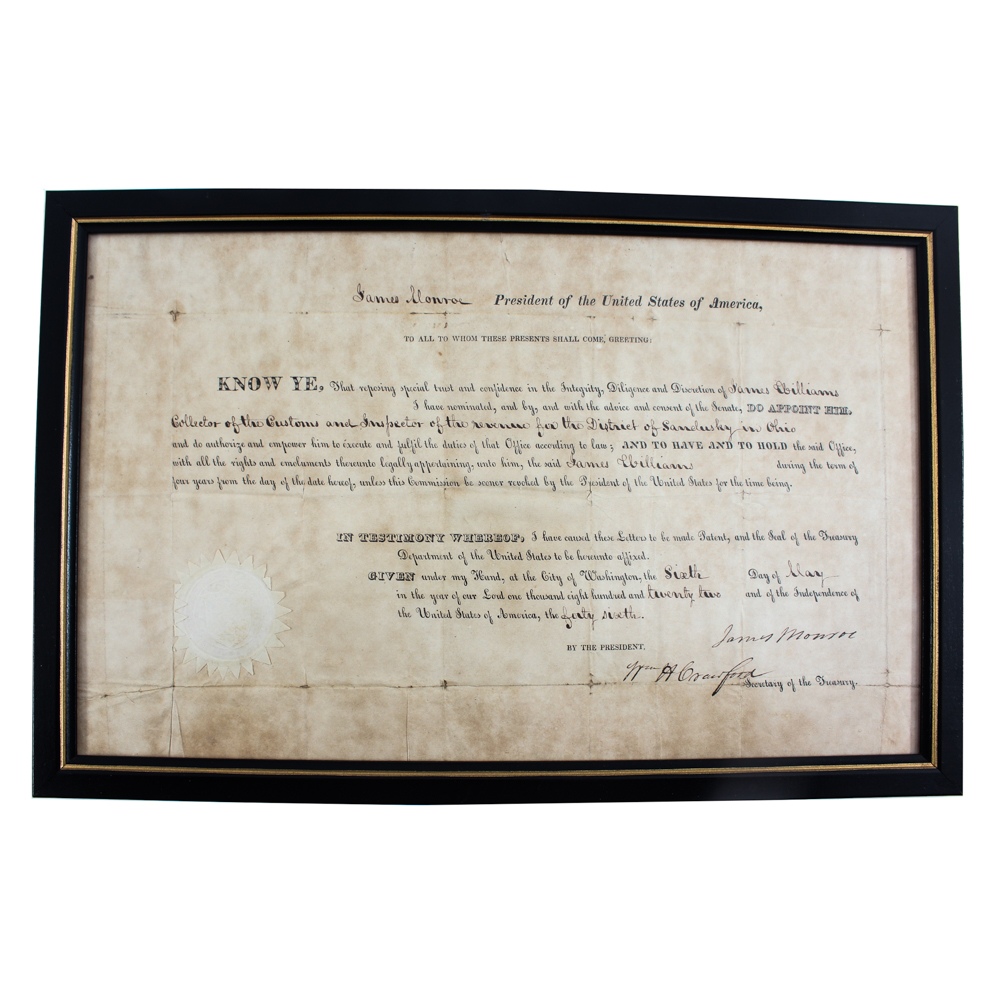 James Monroe President of the United States of America,
TO ALL TO WHOM THESE PRESENTS SHALL COME, GREETING:
KNOW YE, That reposing special trust and confidence in the Integrity, Diligence and Discretion of James Williams
I have nominated, and by, and with the advice and consent of the Senate, DO APPOINT HIM,
Collector of the Customs and Inspector of the revenue for the District of Sandusky in Ohio
and do authorize and empower him to execute and fulfil the duties of that Office according to law; AND TO HAVE AND TO HOLD the said Office,
with all the rights and emoluments thereunto legally appertaining, unto him, the said James Williams during the term of
four years from the day of the date hereof, unless this Commission be sooner revoked by the President of the United States for the time being.
IN TESTIMONY WHEREOF, I have caused these Letters to be made Patent, and the Seal of the Treasury
Department of the United States to be hereunto affixed.
GIVEN under my Hand, at the City of Washington, the Sixth Day of May
in the year of our Lord one thousand eight hundred and twenty two and of the Independence of
the United States of America, the forty sixth.
James Monroe
BY THE PRESIDENT,
Wm H Crawford
Secretary of the Treasury.